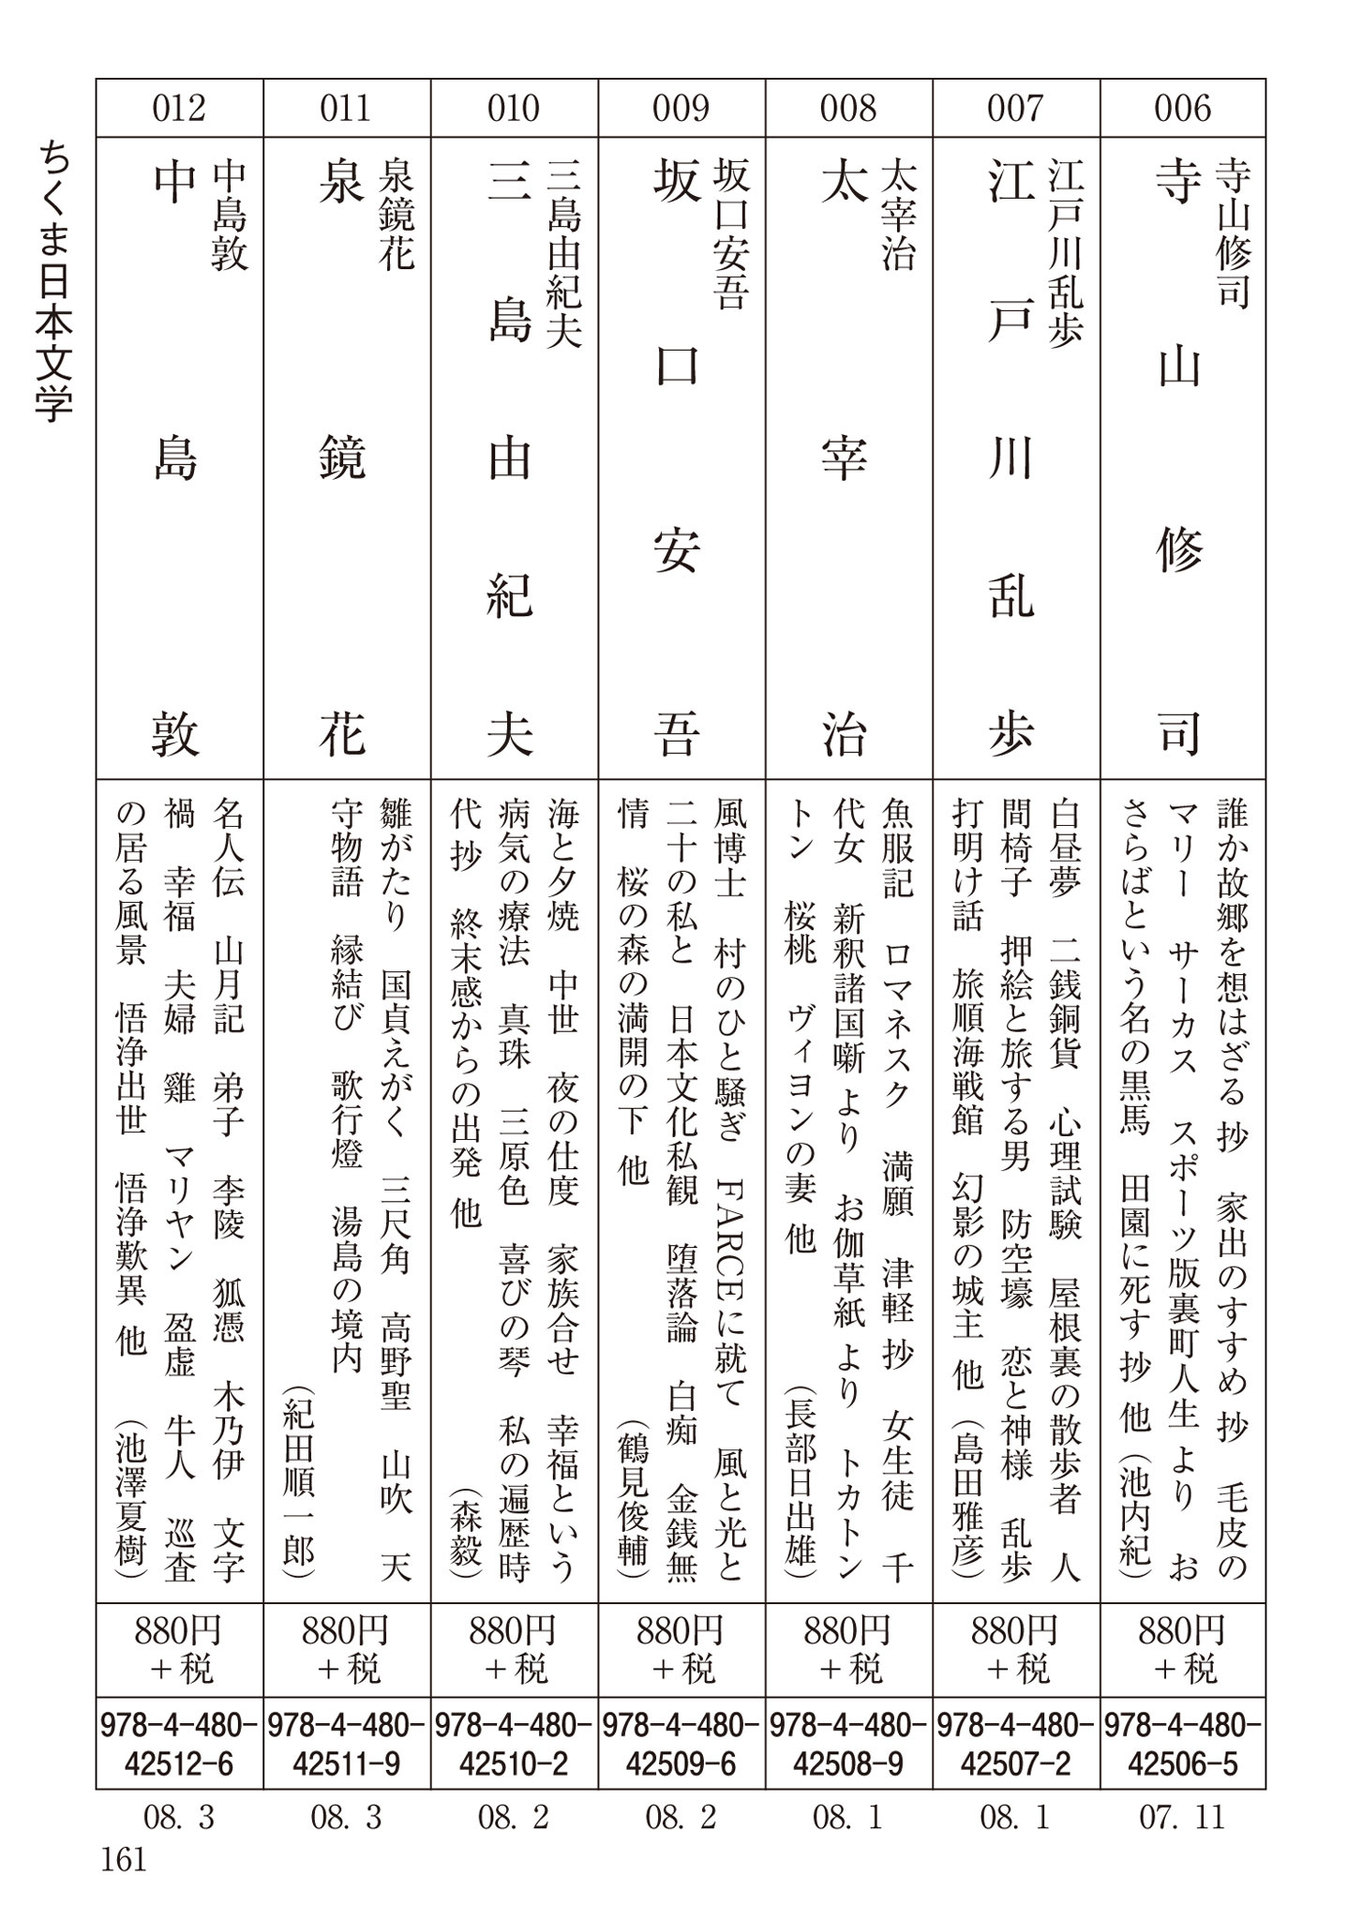 ちくま日本文学
006
寺山修司
寺山修司
誰か故郷を想はざる 抄　家出のすすめ 抄　毛皮の
マリー　サーカス　スポーツ版裏町人生 より　お
さらばという名の黒馬　田園に死す 抄　他（池内紀）
880円
＋税
978-4-480-
42506-5
07. 11
007
江戸川乱歩
江戸川乱歩
白昼夢　二銭銅貨　心理試験　屋根裏の散歩者　人
間椅子　押絵と旅する男　防空壕　恋と神様　乱歩
打明け話　旅順海戦館　幻影の城主　他（島田雅彦）
880円
＋税
978-4-480-
42507-2
08. 1
008
太宰治
太宰治
魚服記　ロマネスク　満願　津軽 抄　女生徒　千
代女　新釈諸国噺 より　お伽草紙 より　トカトン
トン　桜桃　ヴィヨンの妻　他　（長部日出雄）
880円
＋税
978-4-480-
42508-9
08. 1
009
坂口安吾
坂口安吾
風博士　村のひと騒ぎ　FARCEに就て　風と光と
二十の私と　日本文化私観　堕落論　白痴　金銭無
情　桜の森の満開の下　他　（鶴見俊輔）
880円
＋税
978-4-480-
42509-6
08. 2
010
三島由紀夫
三島由紀夫
海と夕焼　中世　夜の仕度　家族合せ　幸福という
病気の療法　真珠　三原色　喜びの琴　私の遍歴時
代 抄　終末感からの出発　他　（森毅）
880円
＋税
978-4-480-
42510-2
08. 2
011
泉鏡花
泉鏡花
雛がたり　国貞えがく　三尺角　高野聖　山吹　天
守物語　縁結び　歌行燈　湯島の境内
（紀田順一郎）
880円
＋税
978-4-480-
42511-9
08. 3
012
中島敦
中島敦
名人伝　山月記　弟子　李陵　狐憑　木乃伊　文字
禍　幸福　夫婦　雞　マリヤン　盈虚　牛人　巡査
の居る風景　悟浄出世　悟浄歎異　他　（池澤夏樹）
880円
＋税
978-4-480-
42512-6
08. 3
161